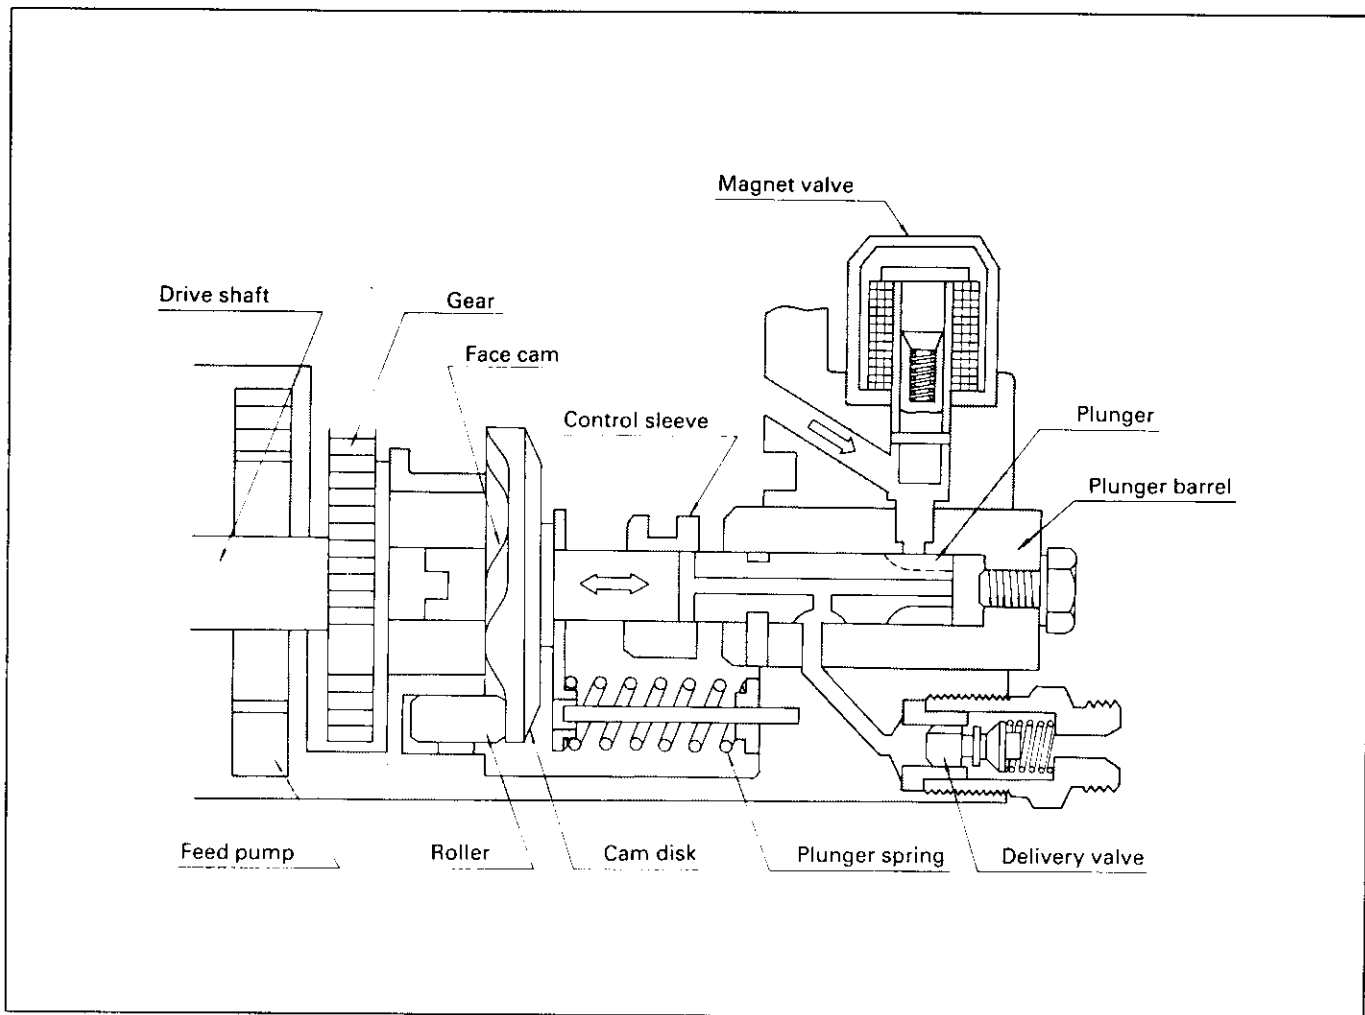 Magnet valve
Drive shaft
Gear
Face cam
Control sleeve
Plunger
Plunger barrel
Feed pump
Roller
Cam disk
Plunger spring
Delivery valve